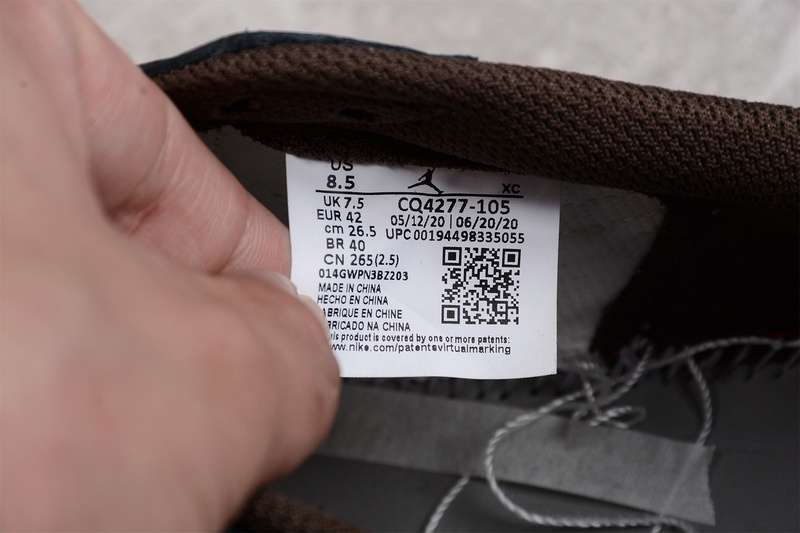 US
8.5 XC
UK 7.5 CQ4277-105
EUR 42 05/12/20 | 06/20/20
cm 26.5 UPC 00194498335055
BR 40
CN 265(2.5)
014GWPN3BZ203
MADE IN CHINA
HECHO EN CHINA
ABRIQUE EN CHINE
BRICADO NA CHINA
his product is covered by one or more patents:
www.nike.com/patentsvirtualmarking